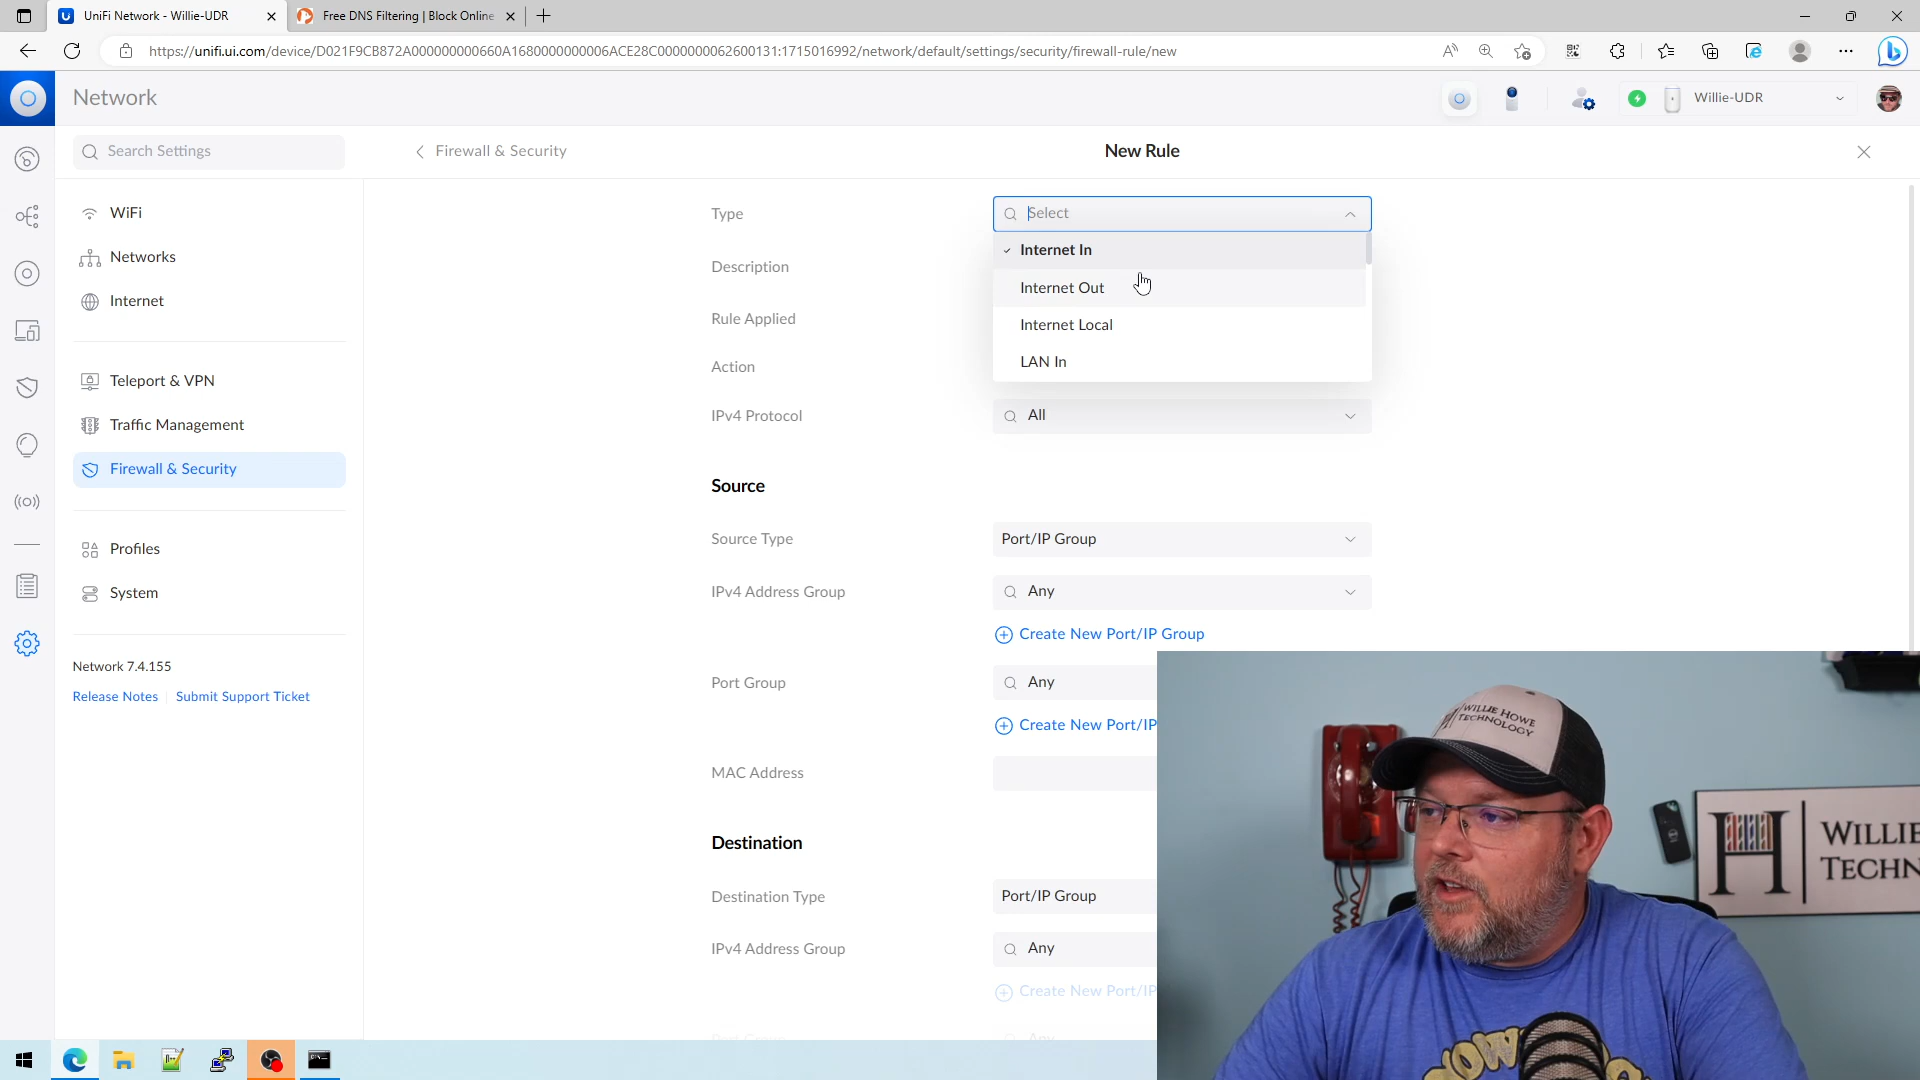 UniFi Network - Willie-UDR
Free DNS Filtering | Block Online
https://unifi.ui.com/device/D021F9CB872A000000000660A1680000000006ACE28C0000000062600131:1715016992/network/default/settings/security/firewall-rule/new
Network
Willie-UDR
Search Settings
Firewall & Security
New Rule
WiFi
Networks
Internet
Teleport & VPN
Traffic Management
Firewall & Security
Profiles
System
Network 7.4.155
Release Notes
Submit Support Ticket
Type
Select
Internet In
Internet Out
Internet Local
LAN In
Description
Rule Applied
Action
IPv4 Protocol
All
Source
Source Type
Port/IP Group
IPv4 Address Group
Any
Create New Port/IP Group
Port Group
Any
Create New Port/IP
MAC Address
Destination
Destination Type
Port/IP Group
IPv4 Address Group
Any
Create New Port/IP
WILLIE HOWE
TECHNOLOGY
WILLIE
TECHN